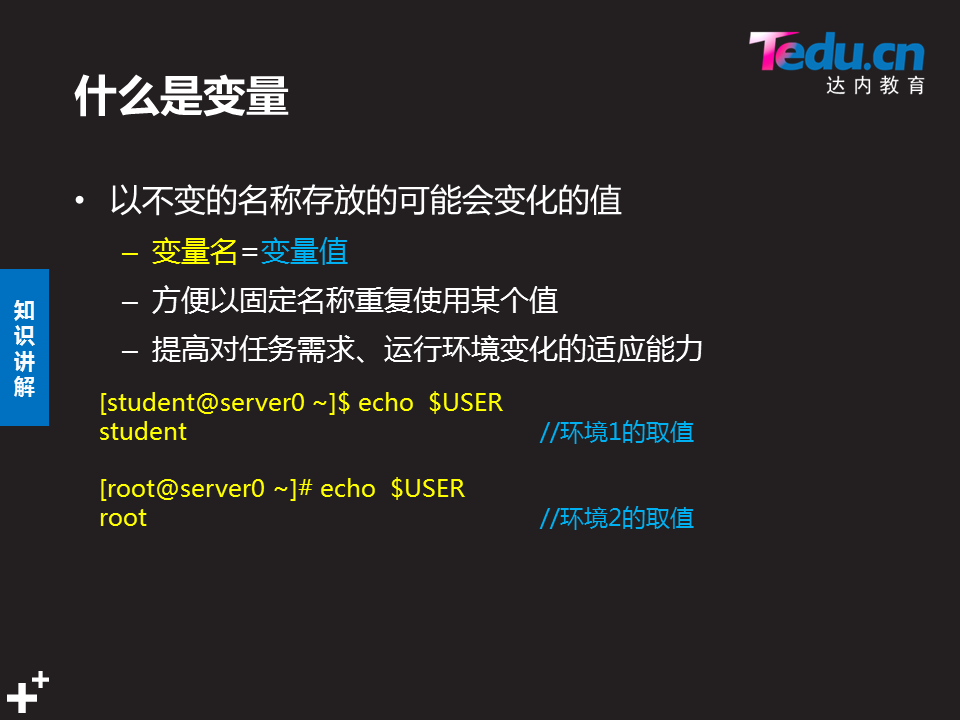 Tedu.cn
达内教育
什么是变量
• 以不变的名称存放的可能会变化的值
– 变量名=变量值
– 方便以固定名称重复使用某个值
– 提高对任务需求、运行环境变化的适应能力
知识讲解
[student@server0 ~]$ echo  $USER
student //环境1的取值
[root@server0 ~]# echo  $USER
root //环境2的取值